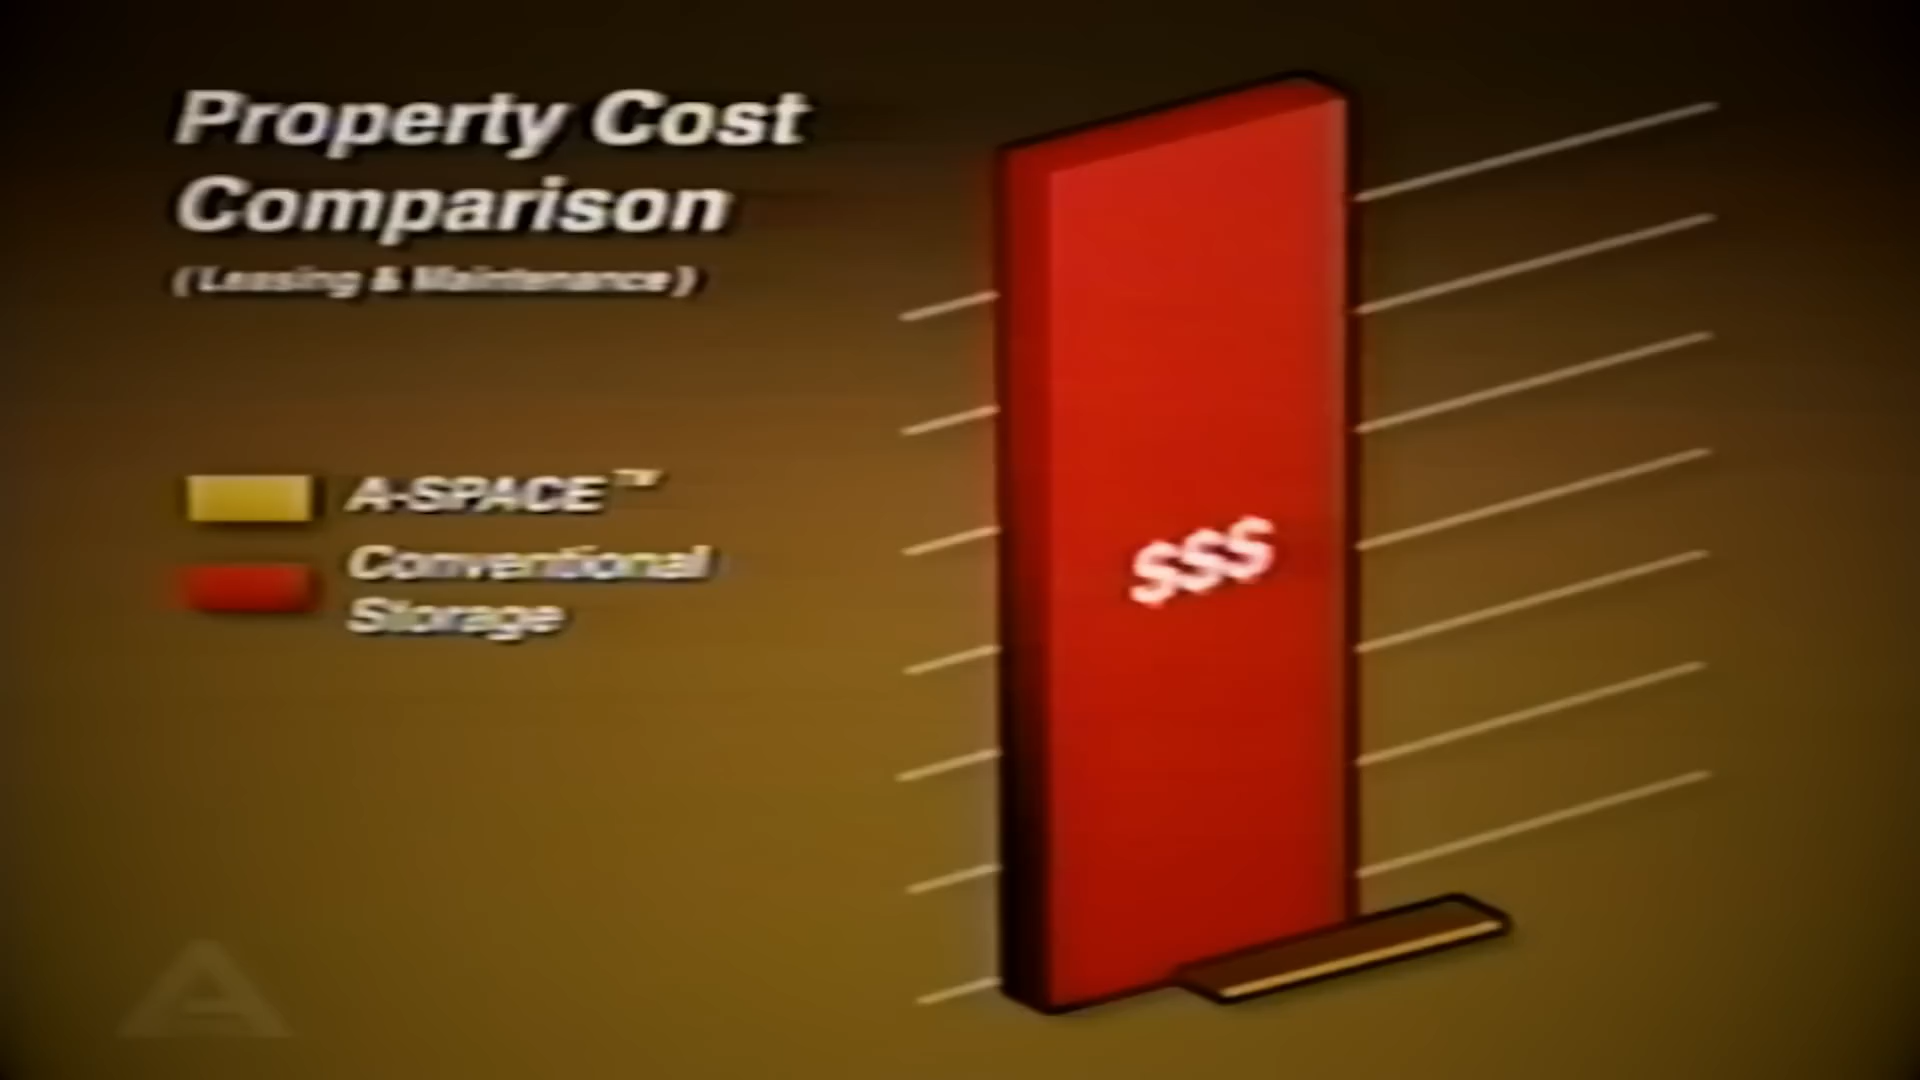 Property Cost
Comparison
(Leasing & Maintenance)
A-SPACE™
Conventional
Storage
$$$
A